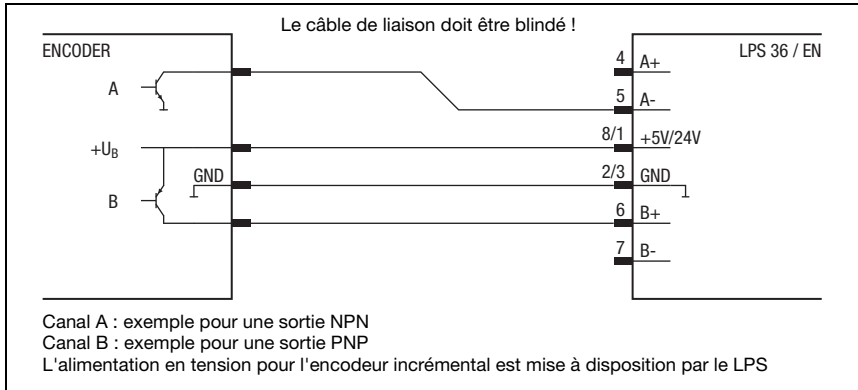 Le câble de liaison doit être blindé !
ENCODER
LPS 36 / EN
A
4 A+
5 A-
+UB
8/1 +5V/24V
GND
2/3 GND
B
6 B+
7 B-
Canal A : exemple pour une sortie NPN
Canal B : exemple pour une sortie PNP
L'alimentation en tension pour l'encodeur incrémental est mise à disposition par le LPS